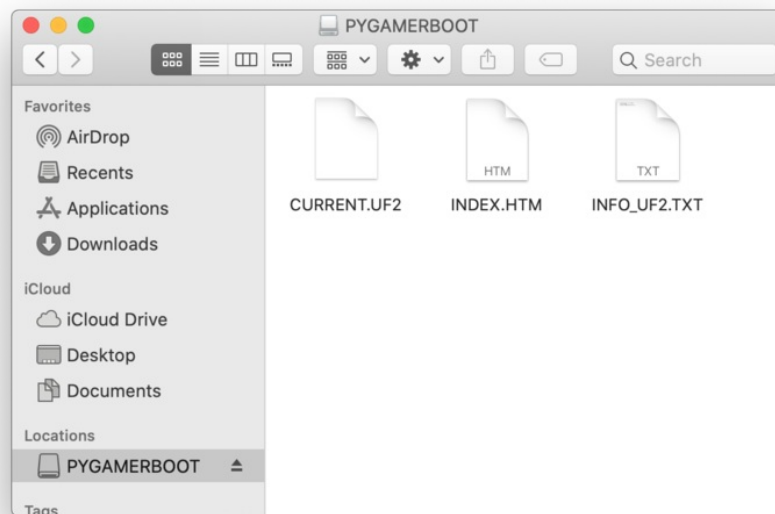 PYGAMERBOOT
Search
Favorites
AirDrop
Recents
Applications
Downloads
iCloud
iCloud Drive
Desktop
Documents
Locations
PYGAMERBOOT
Tags
HTM
TXT
CURRENT.UF2
INDEX.HTM
INFO_UF2.TXT